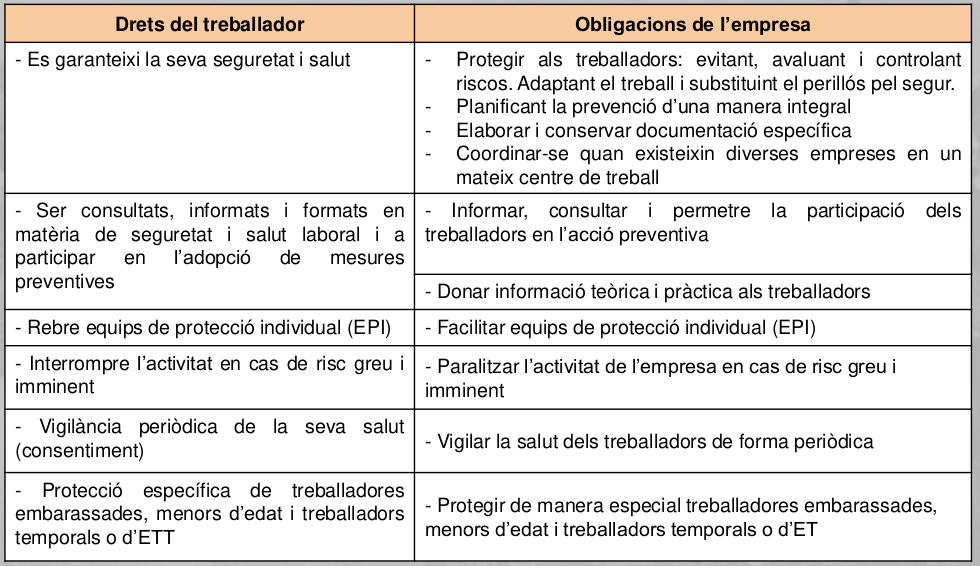 Drets del treballador
Obligacions de l'empresa
- Es garanteixi la seva seguretat i salut
- Protegir als treballadors: evitant, avaluant i controlant
riscos. Adaptant el treball i substituint el perillós pel segur.
- Planificant la prevenció d'una manera integral
- Elaborar i conservar documentació específica
- Coordinar-se quan existeixin diverses empreses en un
mateix centre de treball
- Ser consultats, informats i formats en
matèria de seguretat i salut laboral i a
participar en l'adopció de mesures
preventives
- Informar, consultar i permetre la participació dels
treballadors en l'acció preventiva
- Donar informació teòrica i pràctica als treballadors
- Rebre equips de protecció individual (EPI)
- Facilitar equips de protecció individual (EPI)
- Interrompre l'activitat en cas de risc greu i
imminent
- Paralitzar l'activitat de l'empresa en cas de risc greu i
imminent
- Vigilància periòdica de la seva salut
(consentiment)
- Vigilar la salut dels treballadors de forma periòdica
- Protecció específica de treballadores
embarassades, menors d'edat i treballadors
temporals o d'ETT
- Protegir de manera especial treballadores embarassades,
menors d'edat i treballadors temporals o d'ET